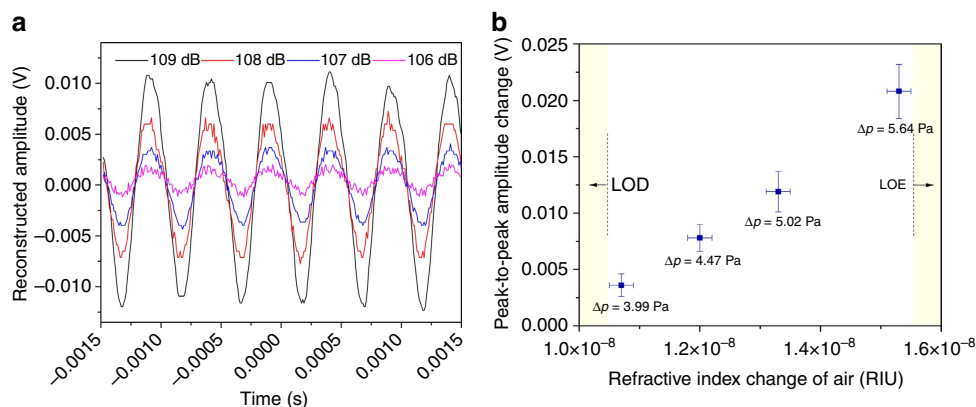 a
Reconstructed amplitude (V)
109 dB 108 dB 107 dB 106 dB
0.010
0.005
0.000
−0.005
−0.010
−0.0015 −0.0010 −0.0005 0.0000 0.0005 0.0010 0.0015
Time (s)
b
Peak-to-peak amplitude change (V)
0.025
0.020
0.015
0.010
0.005
0.000
Δp = 5.64 Pa
LOD
LOE
Δp = 5.02 Pa
Δp = 4.47 Pa
Δp = 3.99 Pa
1.0×10⁻⁸ 1.2×10⁻⁸ 1.4×10⁻⁸ 1.6×10⁻⁸
Refractive index change of air (RIU)